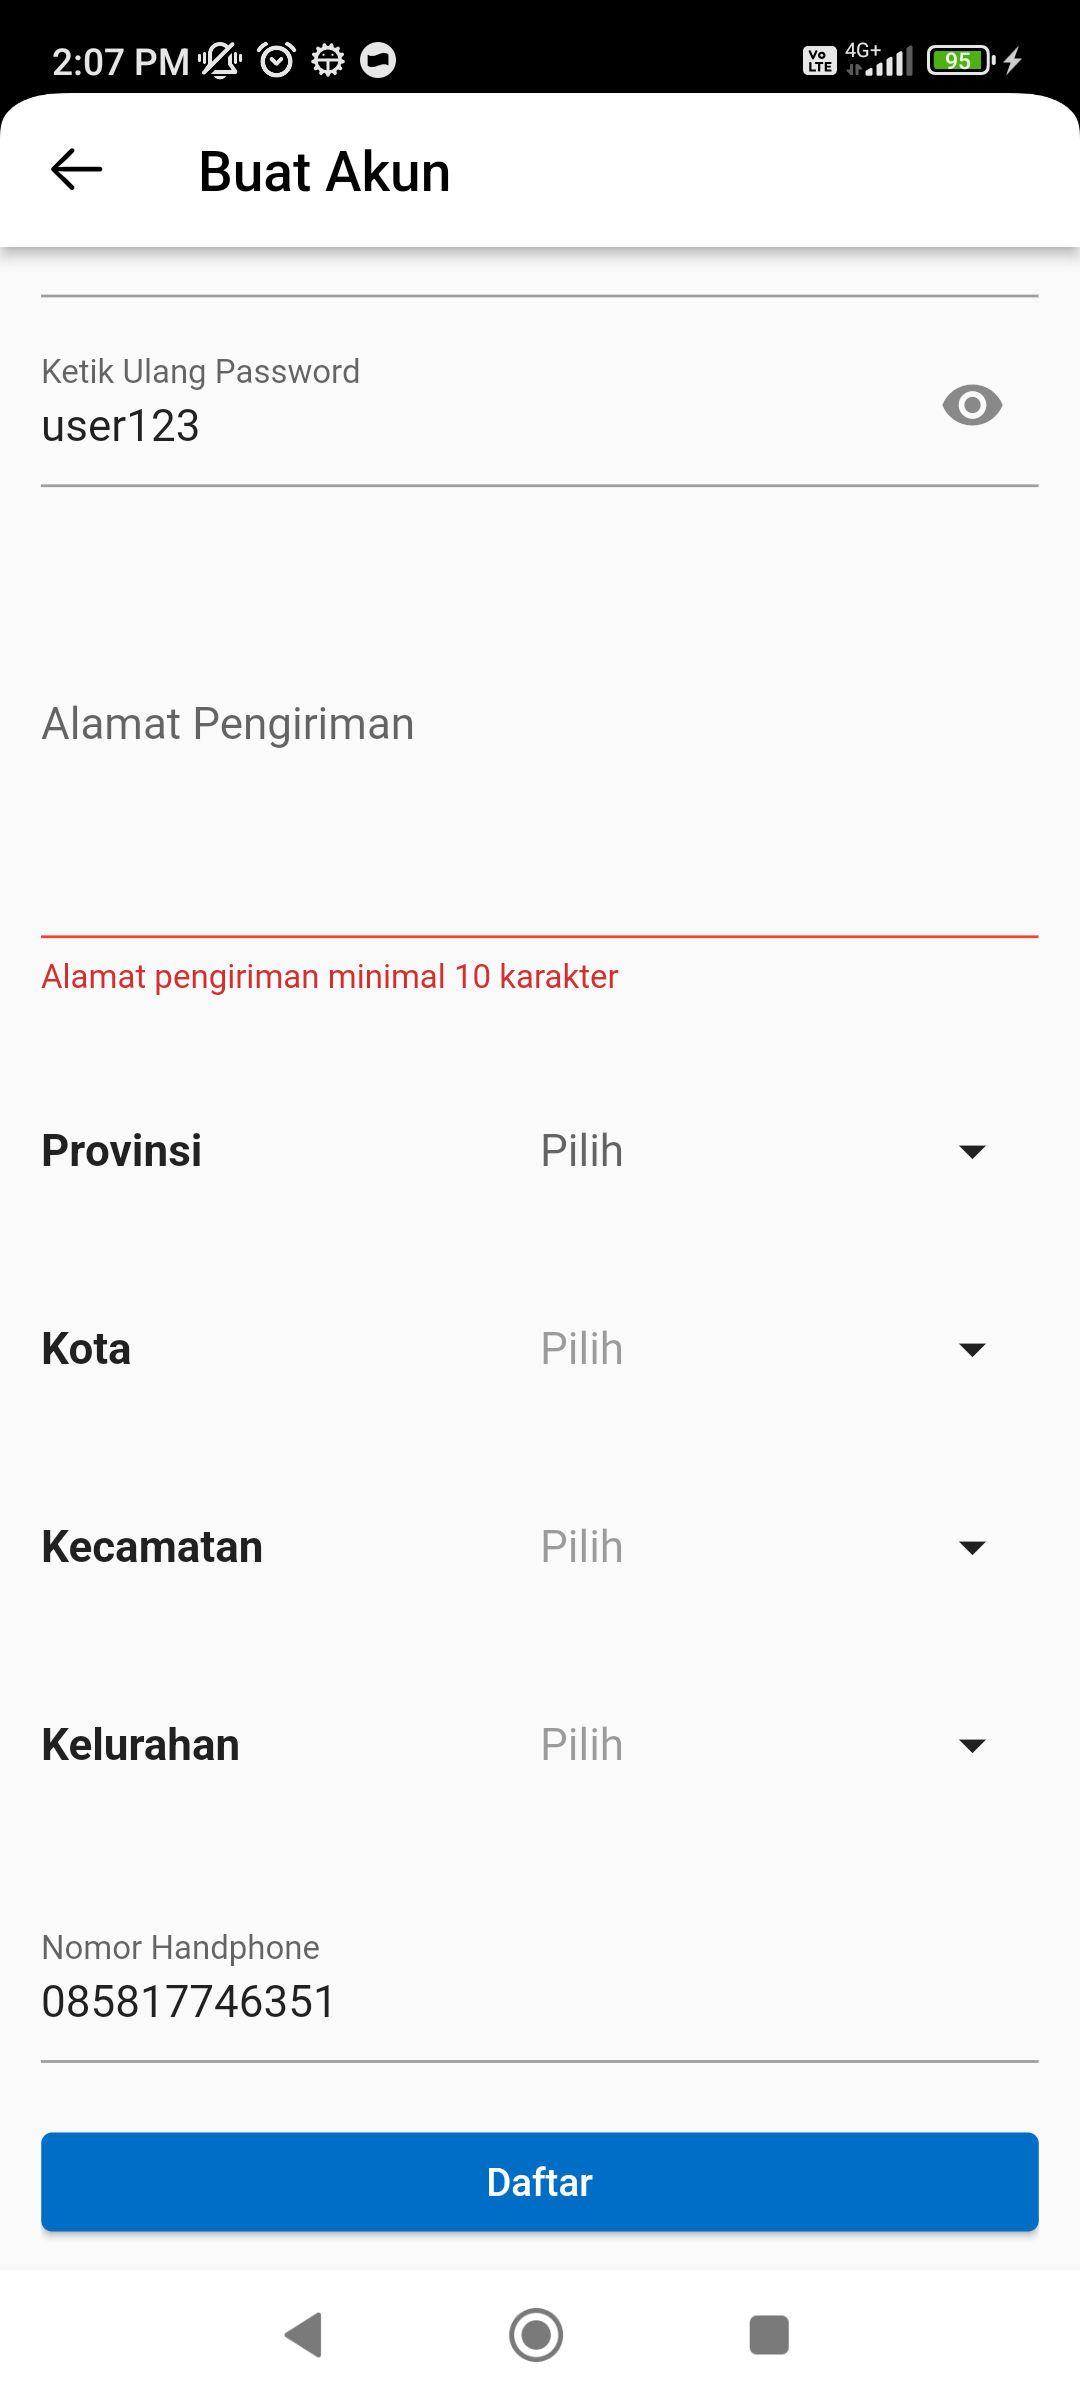 2:07 PM
Vo LTE
4G+
95
Buat Akun
Ketik Ulang Password
user123
Alamat Pengiriman
Alamat pengiriman minimal 10 karakter
Provinsi Pilih
Kota Pilih
Kecamatan Pilih
Kelurahan Pilih
Nomor Handphone
085817746351
Daftar